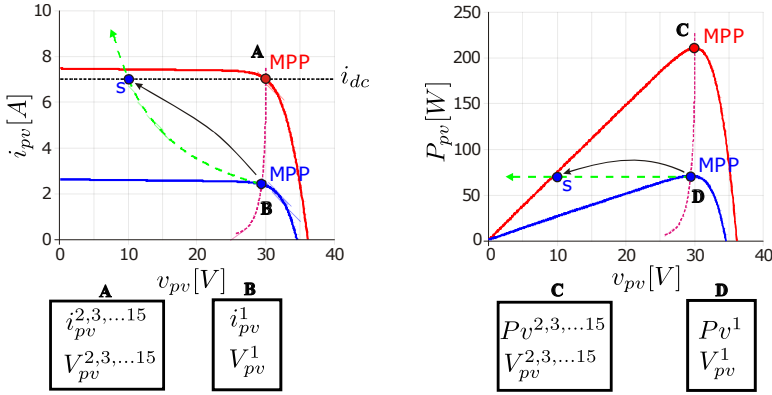 10
8
6
4
2
0
i_{pv}[A]
A
MPP
i_{dc}
s
MPP
B
0 10 20 30 40
v_{pv}[V]
250
200
150
100
50
0
P_{pv}[W]
C
MPP
MPP
s
D
0 10 20 30 40
v_{pv}[V]
A
i_{pv}^{2,3,...15}
V_{pv}^{2,3,...15}
B
i_{pv}^{1}
V_{pv}^{1}
C
Pv^{2,3,...15}
V_{pv}^{2,3,...15}
D
Pv^{1}
V_{pv}^{1}